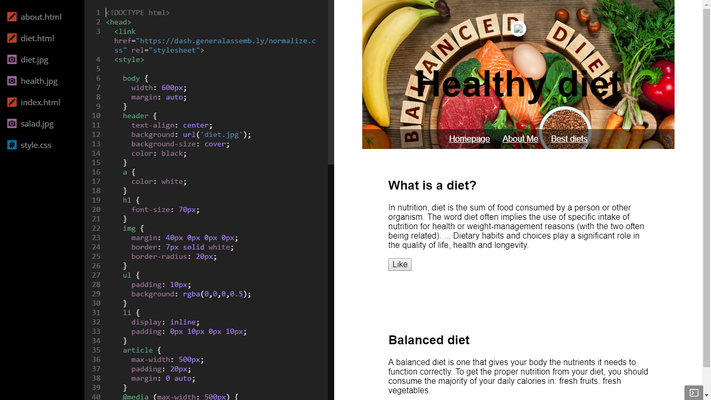 about.html
diet.html
diet.jpg
health.jpg
index.html
salad.jpg
style.css
1 <!DOCTYPE html>
2 <head>
3 <link
href="https://dash.generalassemb.ly/normalize.c
ss" rel="stylesheet">
4 <style>
5
6 body {
7 width: 600px;
8 margin: auto;
9 }
10 header {
11 text-align: center;
12 background: url('diet.jpg');
13 background-size: cover;
14 color: black;
15 }
16 a {
17 color: white;
18 }
19 h1 {
20 font-size: 70px;
21 }
22 img {
23 margin: 40px 0px 0px 0px;
24 border: 7px solid white;
25 border-radius: 20px;
26 }
27 ul {
28 padding: 10px;
29 background: rgba(0,0,0,0.5);
30 }
31 li {
32 display: inline;
33 padding: 0px 10px 0px 10px;
34 }
35 article {
36 max-width: 500px;
37 padding: 20px;
38 margin: 0 auto;
39 }
40 @media (max-width: 500px) {
BALANCED DIET
Healthy diet
Homepage About Me Best diets
What is a diet?
In nutrition, diet is the sum of food consumed by a person or other
organism. The word diet often implies the use of specific intake of
nutrition for health or weight-management reasons (with the two often
being related). ... Dietary habits and choices play a significant role in
the quality of life, health and longevity.
Like
Balanced diet
A balanced diet is one that gives your body the nutrients it needs to
function correctly. To get the proper nutrition from your diet, you should
consume the majority of your daily calories in: fresh fruits. fresh
vegetables.